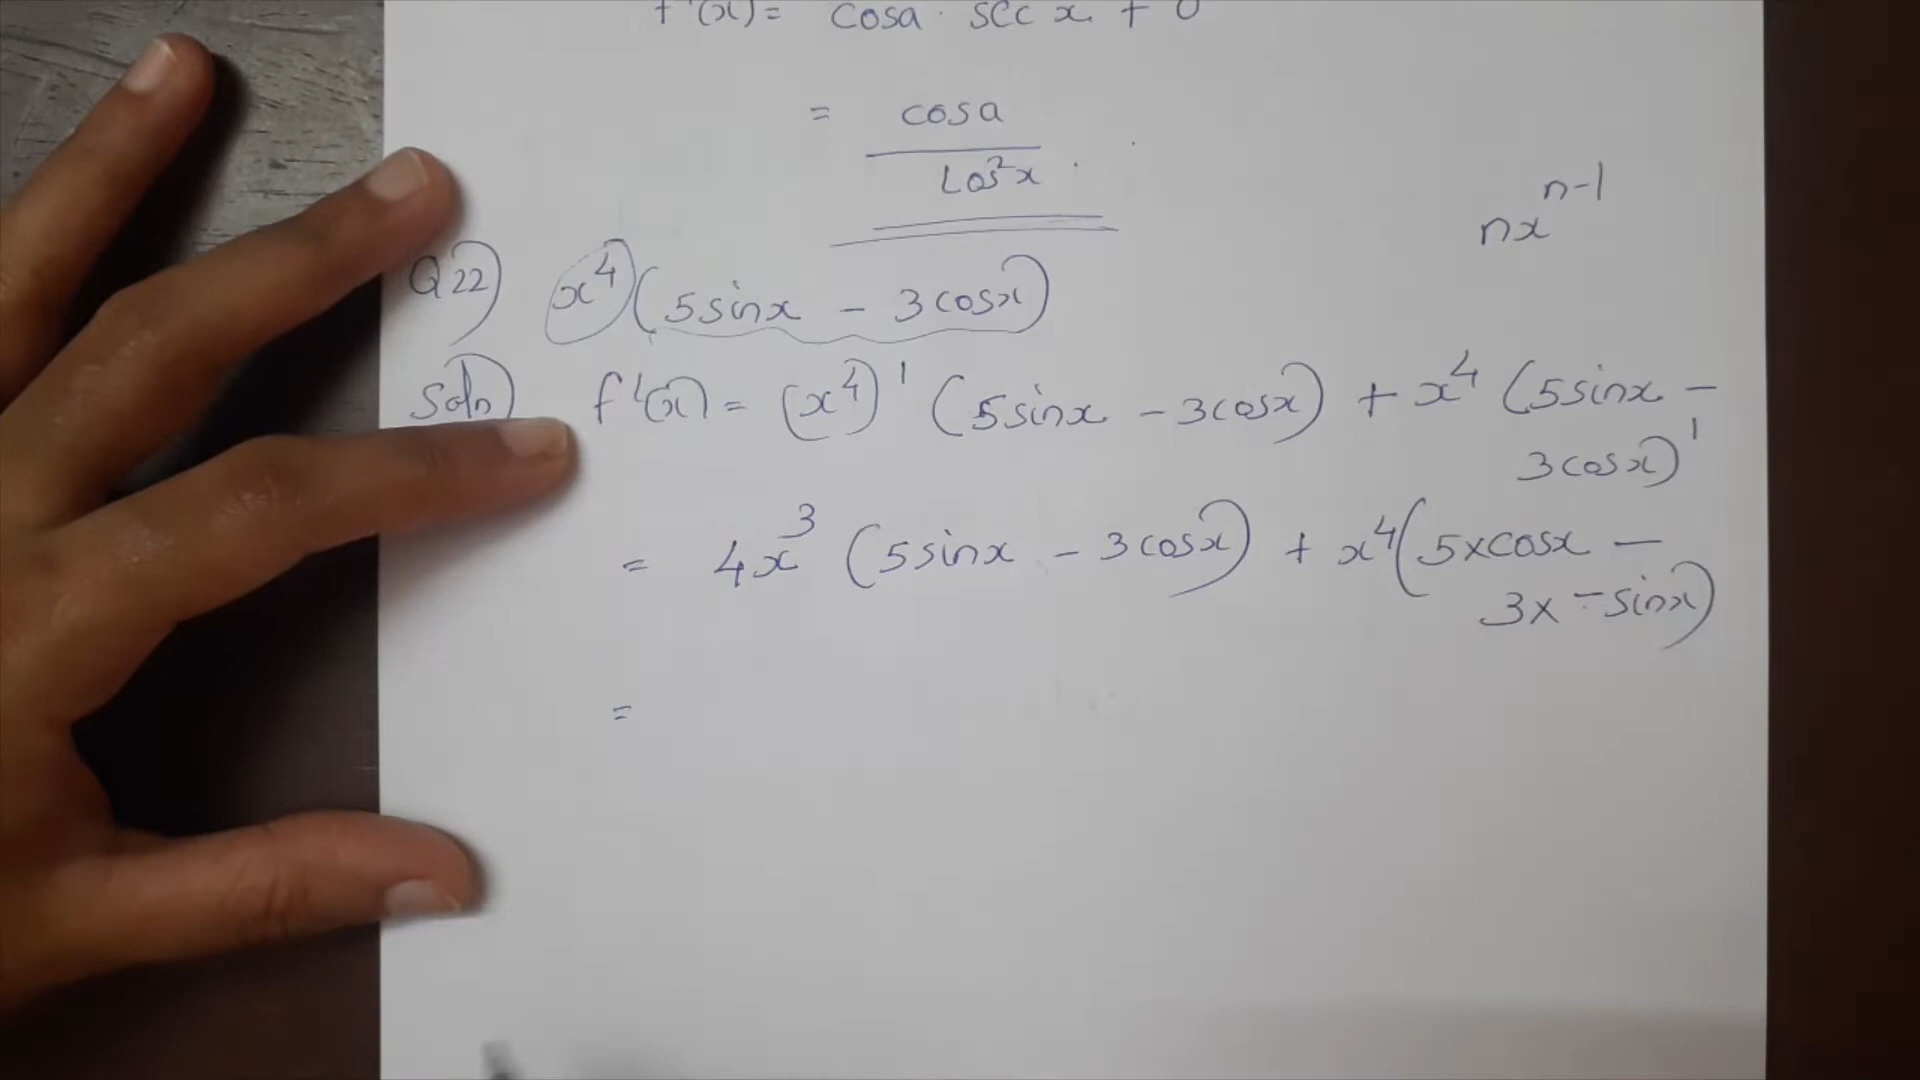 f'(x) = cosa · sec x + 0
= cosa
cos²x
nx^n-1
Q22) x⁴ (5sinx - 3cosx)
Soln) f'(x) = (x⁴)' (5sinx - 3cosx) + x⁴ (5sinx -
3cosx)'
= 4x³ (5sinx - 3cosx) + x⁴(5xcosx -
3x -sinx)
=